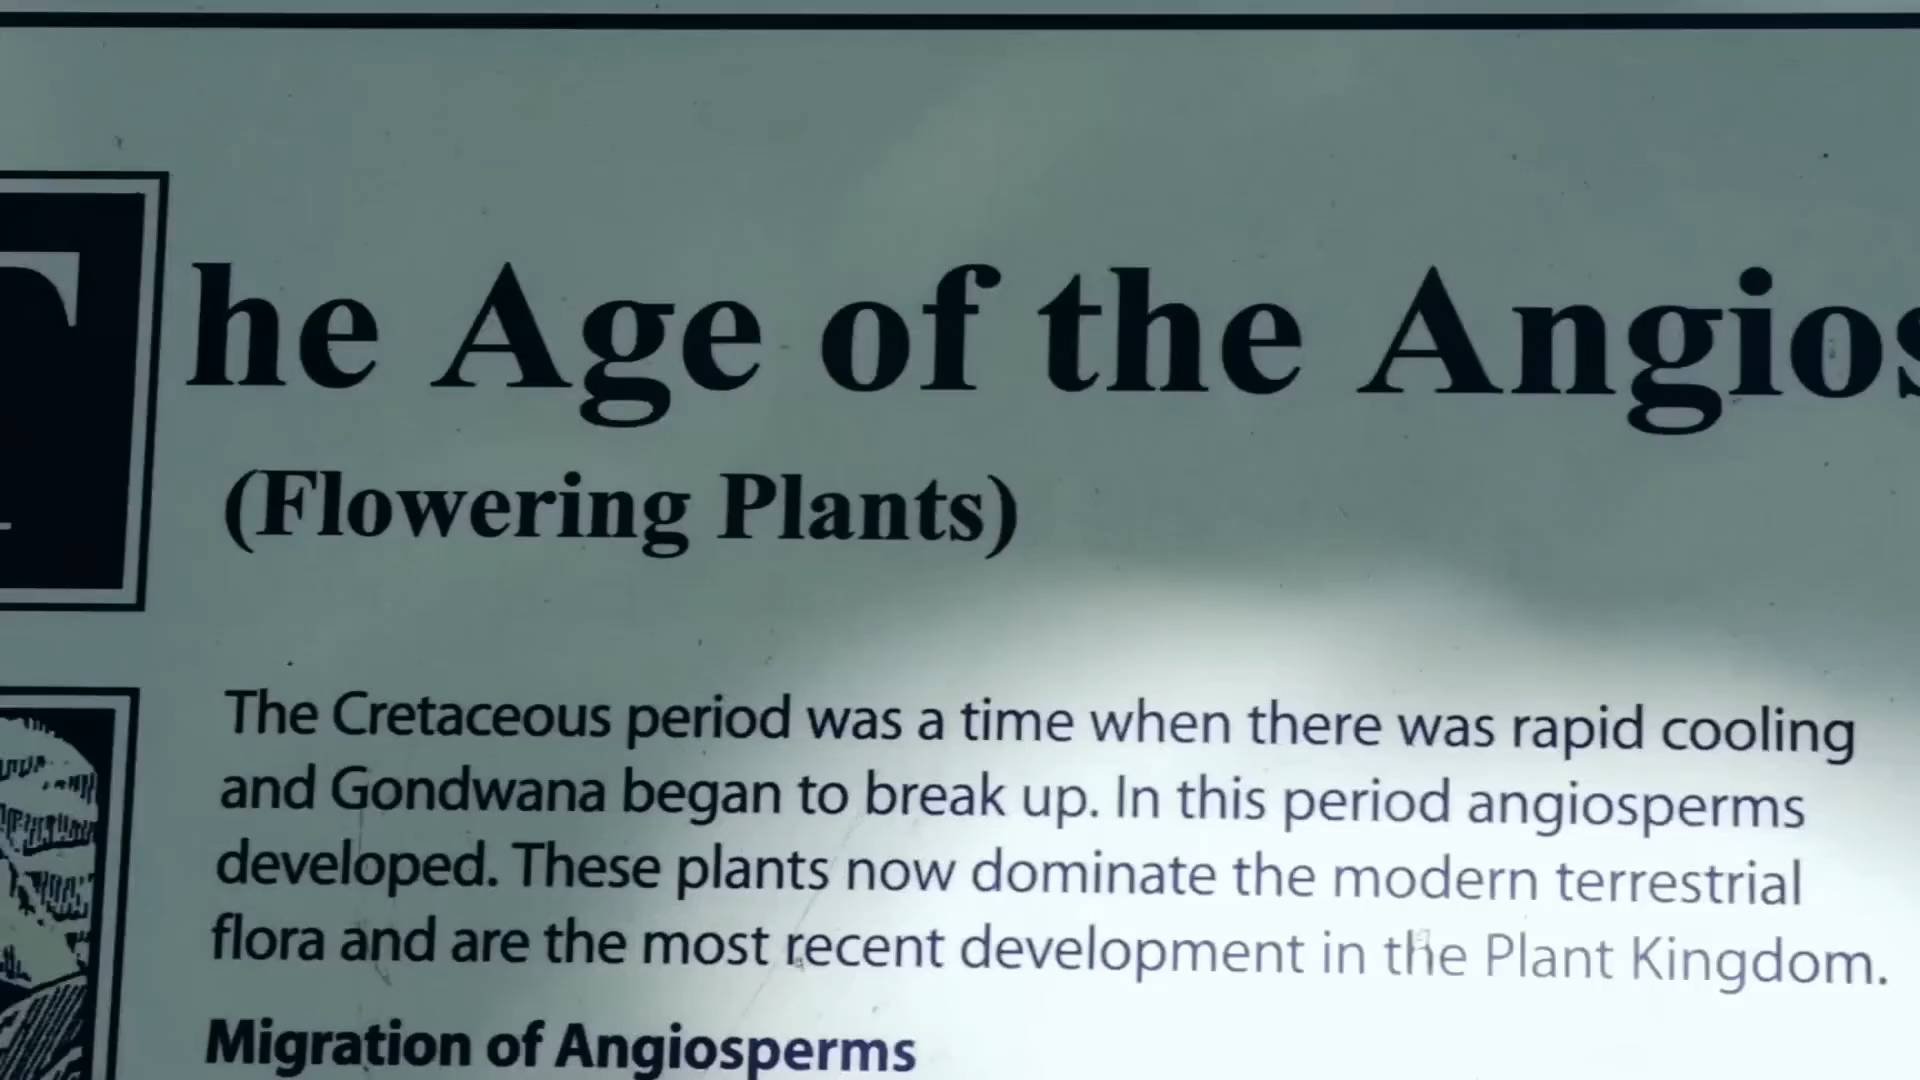 The Age of the Angios
(Flowering Plants)
The Cretaceous period was a time when there was rapid cooling
and Gondwana began to break up. In this period angiosperms
developed. These plants now dominate the modern terrestrial
flora and are the most recent development in the Plant Kingdom.
Migration of Angiosperms